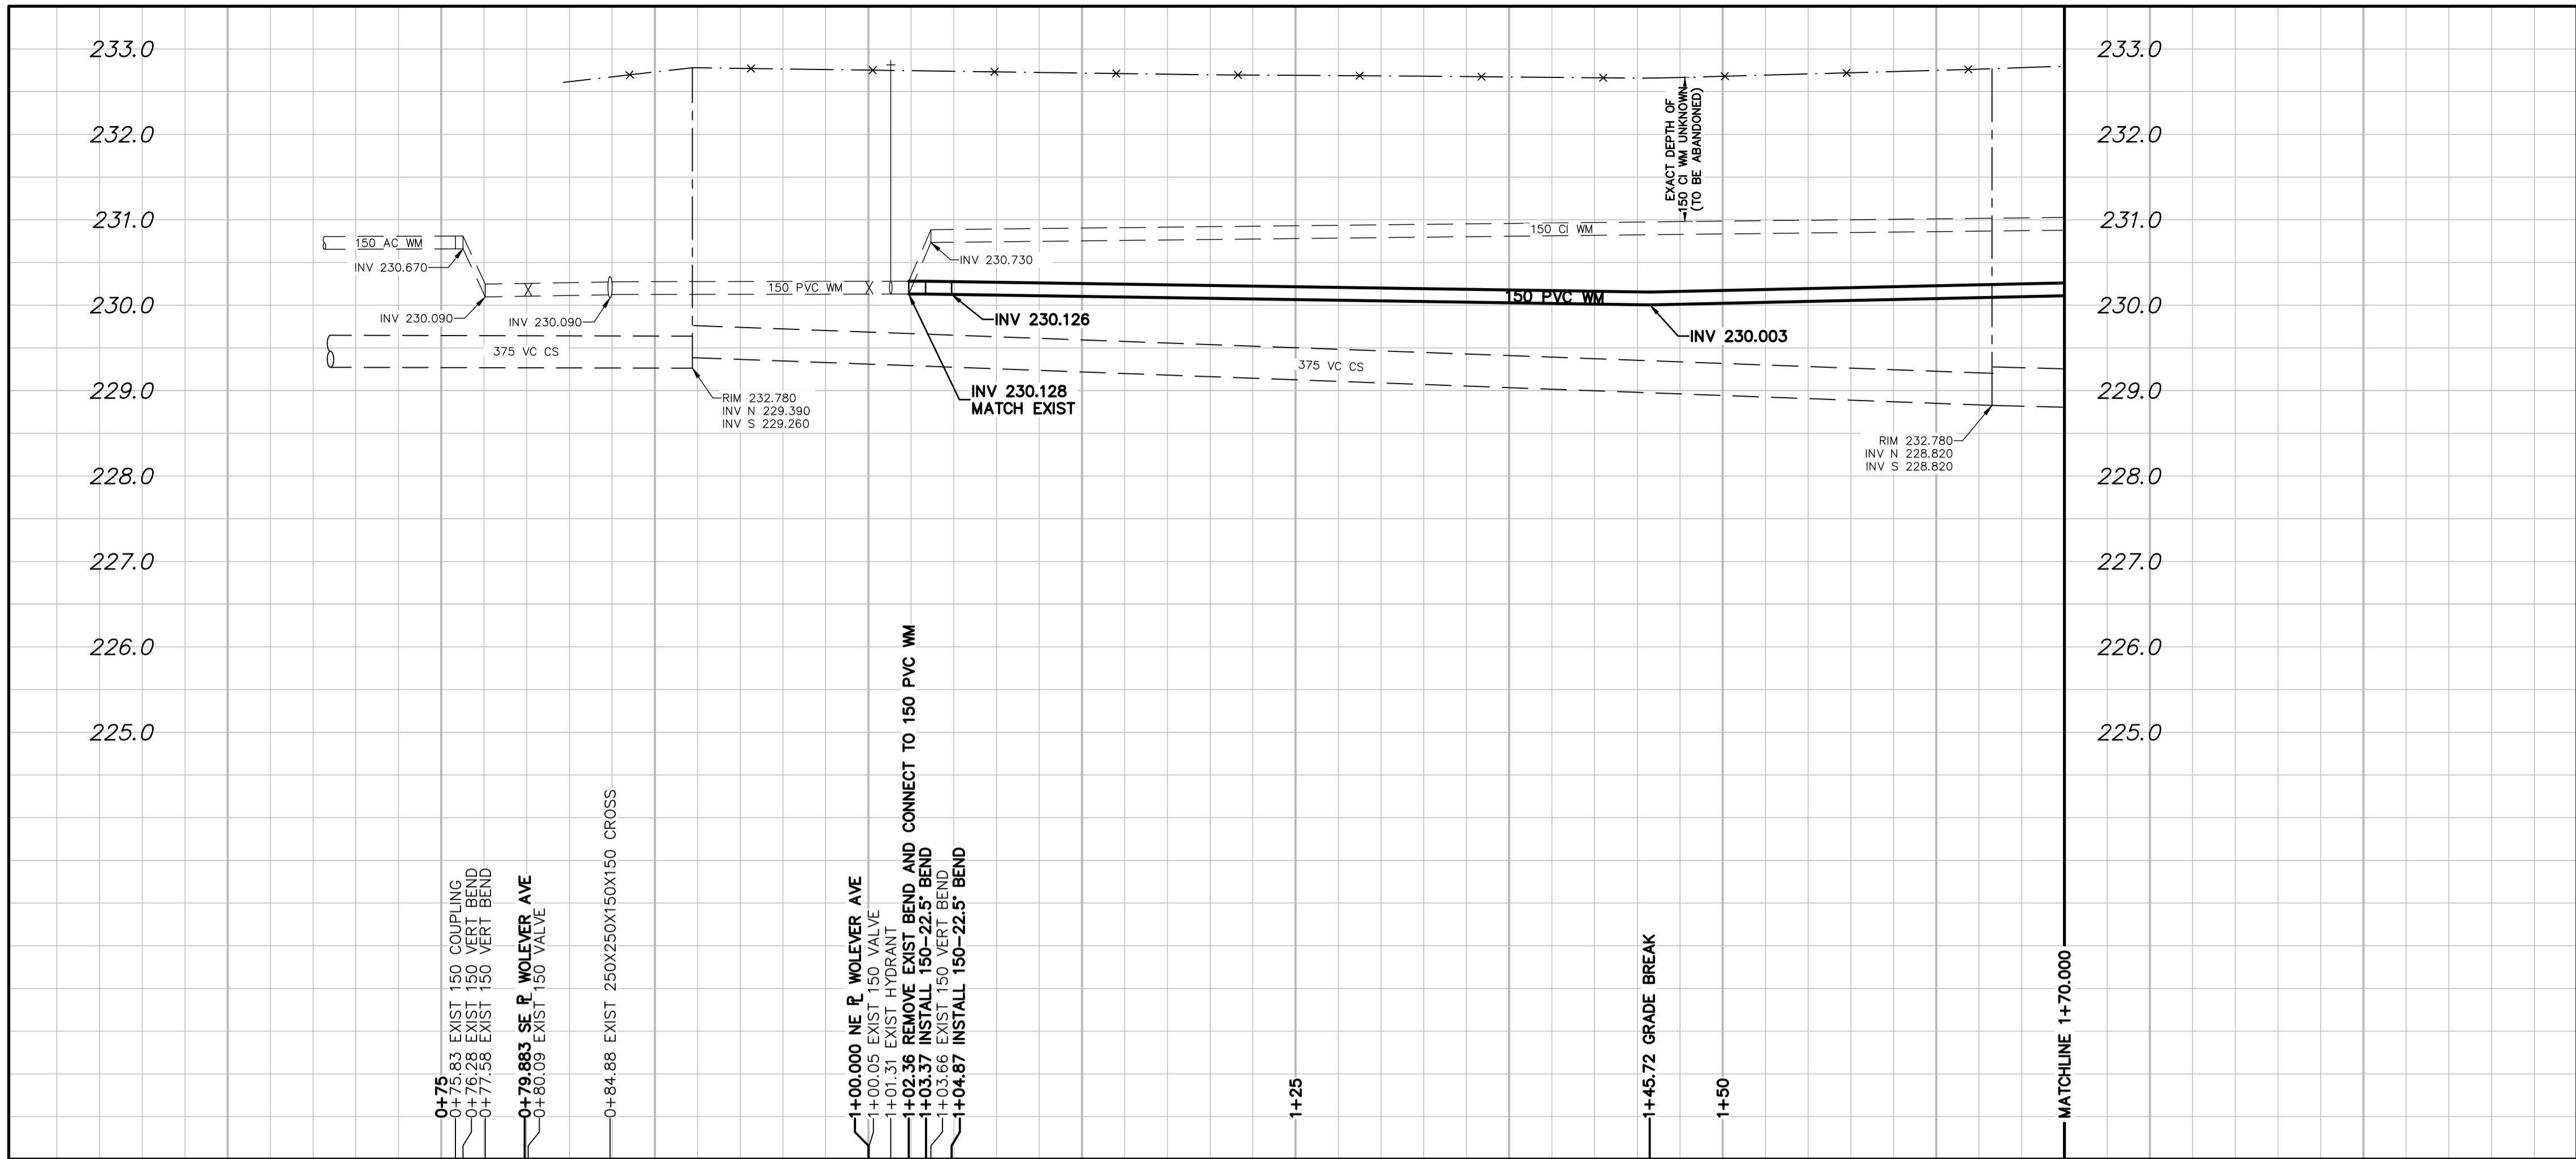 233.0
232.0
231.0
230.0
229.0
228.0
227.0
226.0
225.0
233.0
232.0
231.0
230.0
229.0
228.0
227.0
226.0
225.0
EXACT DEPTH OF
150 CI WM UNKNOWN
(TO BE ABANDONED)
150 AC WM
INV 230.670
INV 230.090
INV 230.090
150 PVC WM
INV 230.730
150 CI WM
150 PVC WM
INV 230.126
INV 230.003
375 VC CS
375 VC CS
INV 230.128
MATCH EXIST
RIM 232.780
INV N 229.390
INV S 229.260
RIM 232.780
INV N 228.820
INV S 228.820
0+75
0+75.83 EXIST 150 COUPLING
0+76.28 EXIST 150 VERT BEND
0+77.58 EXIST 150 VERT BEND
0+79.883 SE PL WOLEVER AVE
0+80.09 EXIST 150 VALVE
0+84.88 EXIST 250X250X150X150 CROSS
1+00.000 NE PL WOLEVER AVE
1+00.05 EXIST 150 VALVE
1+01.31 EXIST HYDRANT
1+02.36 REMOVE EXIST BEND AND CONNECT TO 150 PVC WM
1+03.37 INSTALL 150-22.5° BEND
1+03.66 EXIST 150 VERT BEND
1+04.87 INSTALL 150-22.5° BEND
1+25
1+45.72 GRADE BREAK
1+50
MATCHLINE 1+70.000